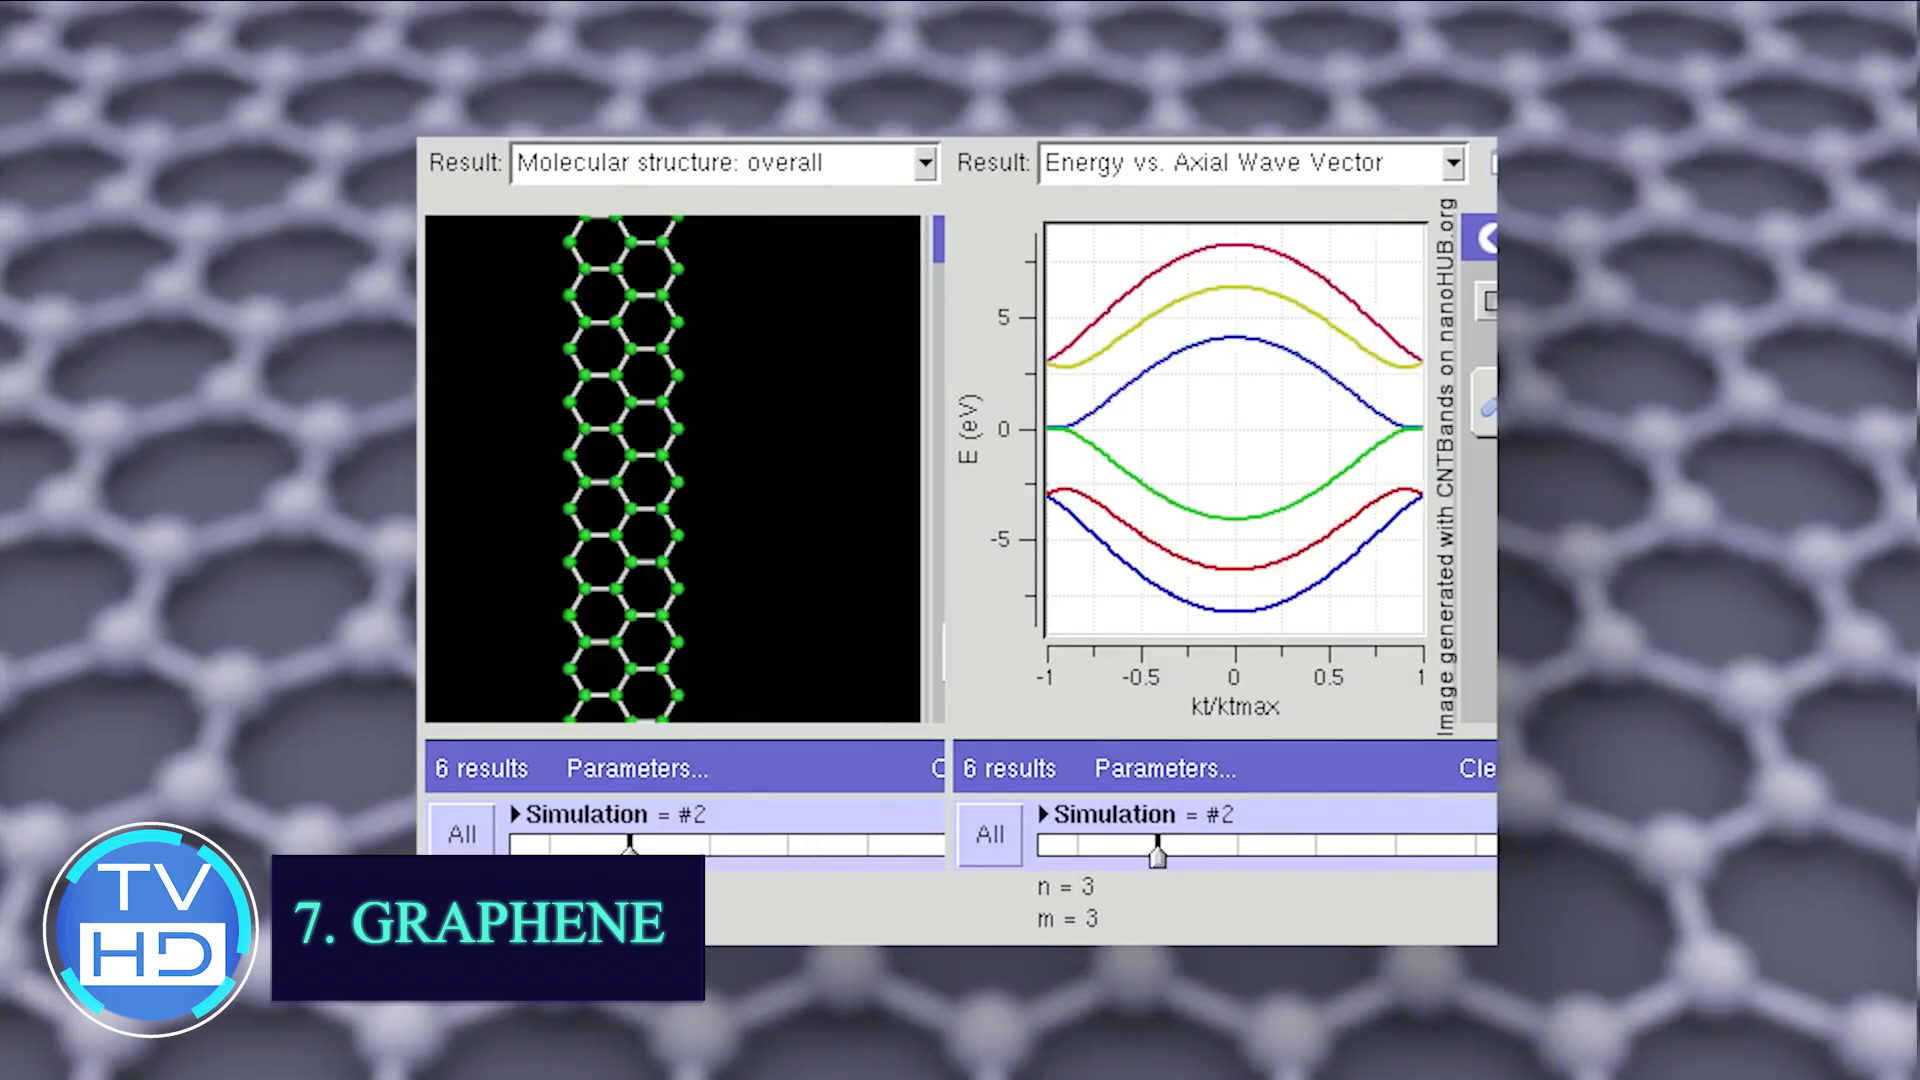 Result: Molecular structure: overall
Result: Energy vs. Axial Wave Vector
5
0
-5
E (eV)
-1 -0.5 0 0.5 1
kt/ktmax
Image generated with CNTBands on nanoHUB.org
6 results Parameters... C
6 results Parameters... Cle
All
Simulation = #2
All
Simulation = #2
n = 3
m = 3
TV
HD
7. GRAPHENE